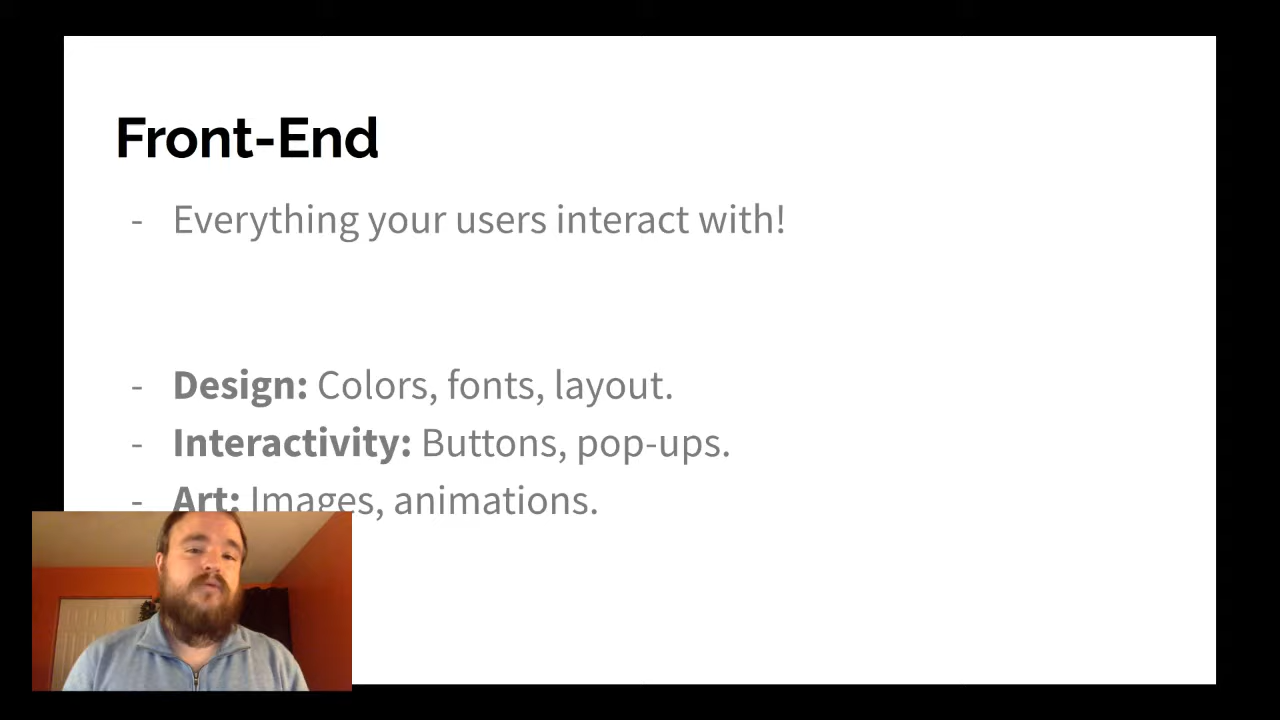 Front-End
- Everything your users interact with!
- Design: Colors, fonts, layout.
- Interactivity: Buttons, pop-ups.
- Art: Images, animations.